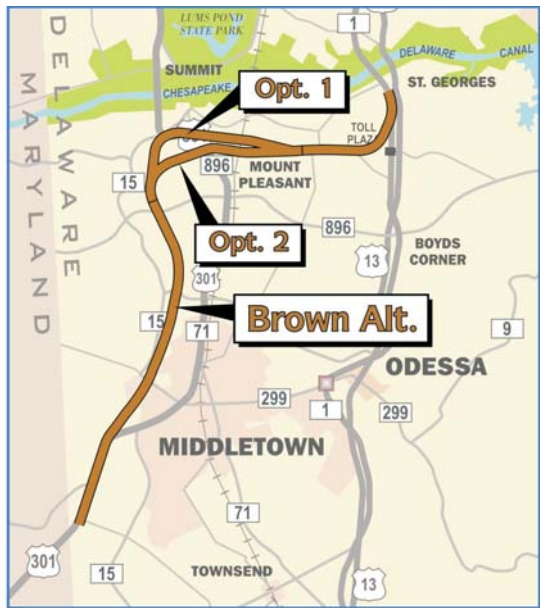 LUMS POND
STATE PARK
1
DELAWARE
CANAL
SUMMIT
CHESAPEAKE
ST. GEORGES
Opt. 1
TOLL
PLAZ
896
MOUNT
PLEASANT
15
DELAWARE
MARYLAND
Opt. 2
896
BOYDS
CORNER
13
301
15
71
Brown Alt.
9
ODESSA
299
1
299
MIDDLETOWN
71
301
15
TOWNSEND
13